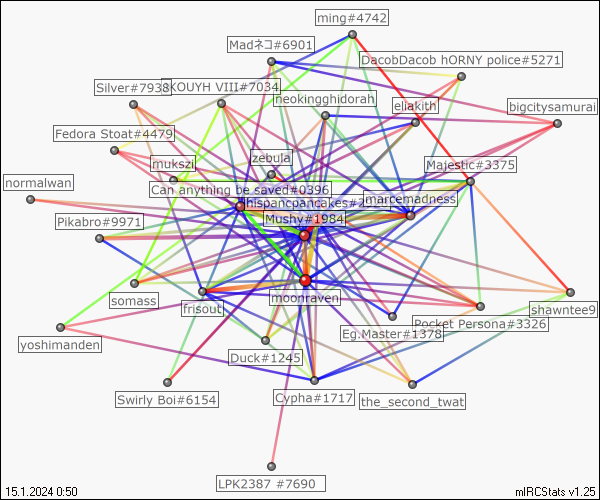 ming#4742
Madネコ#6901
DacobDacob hORNY police#5271
Silver#7938
KOUYH VIII#7034
neokingghidorah
eliakith
bigcitysamurai
Fedora Stoat#4479
zebula
mukszi
Majestic#3375
normalwan
Can anything be saved#0396
hispancpancakes#2
marcemadness
Mushy#1984
Pikabro#9971
moonraven
somass
frisout
shawntee9
Pocket Persona#3326
Eg.Master#1378
yoshimanden
Duck#1245
Swirly Boi#6154
Cypha#1717
the_second_twat
LPK2387 #7690
15.1.2024 0:50
mIRCStats v1.25